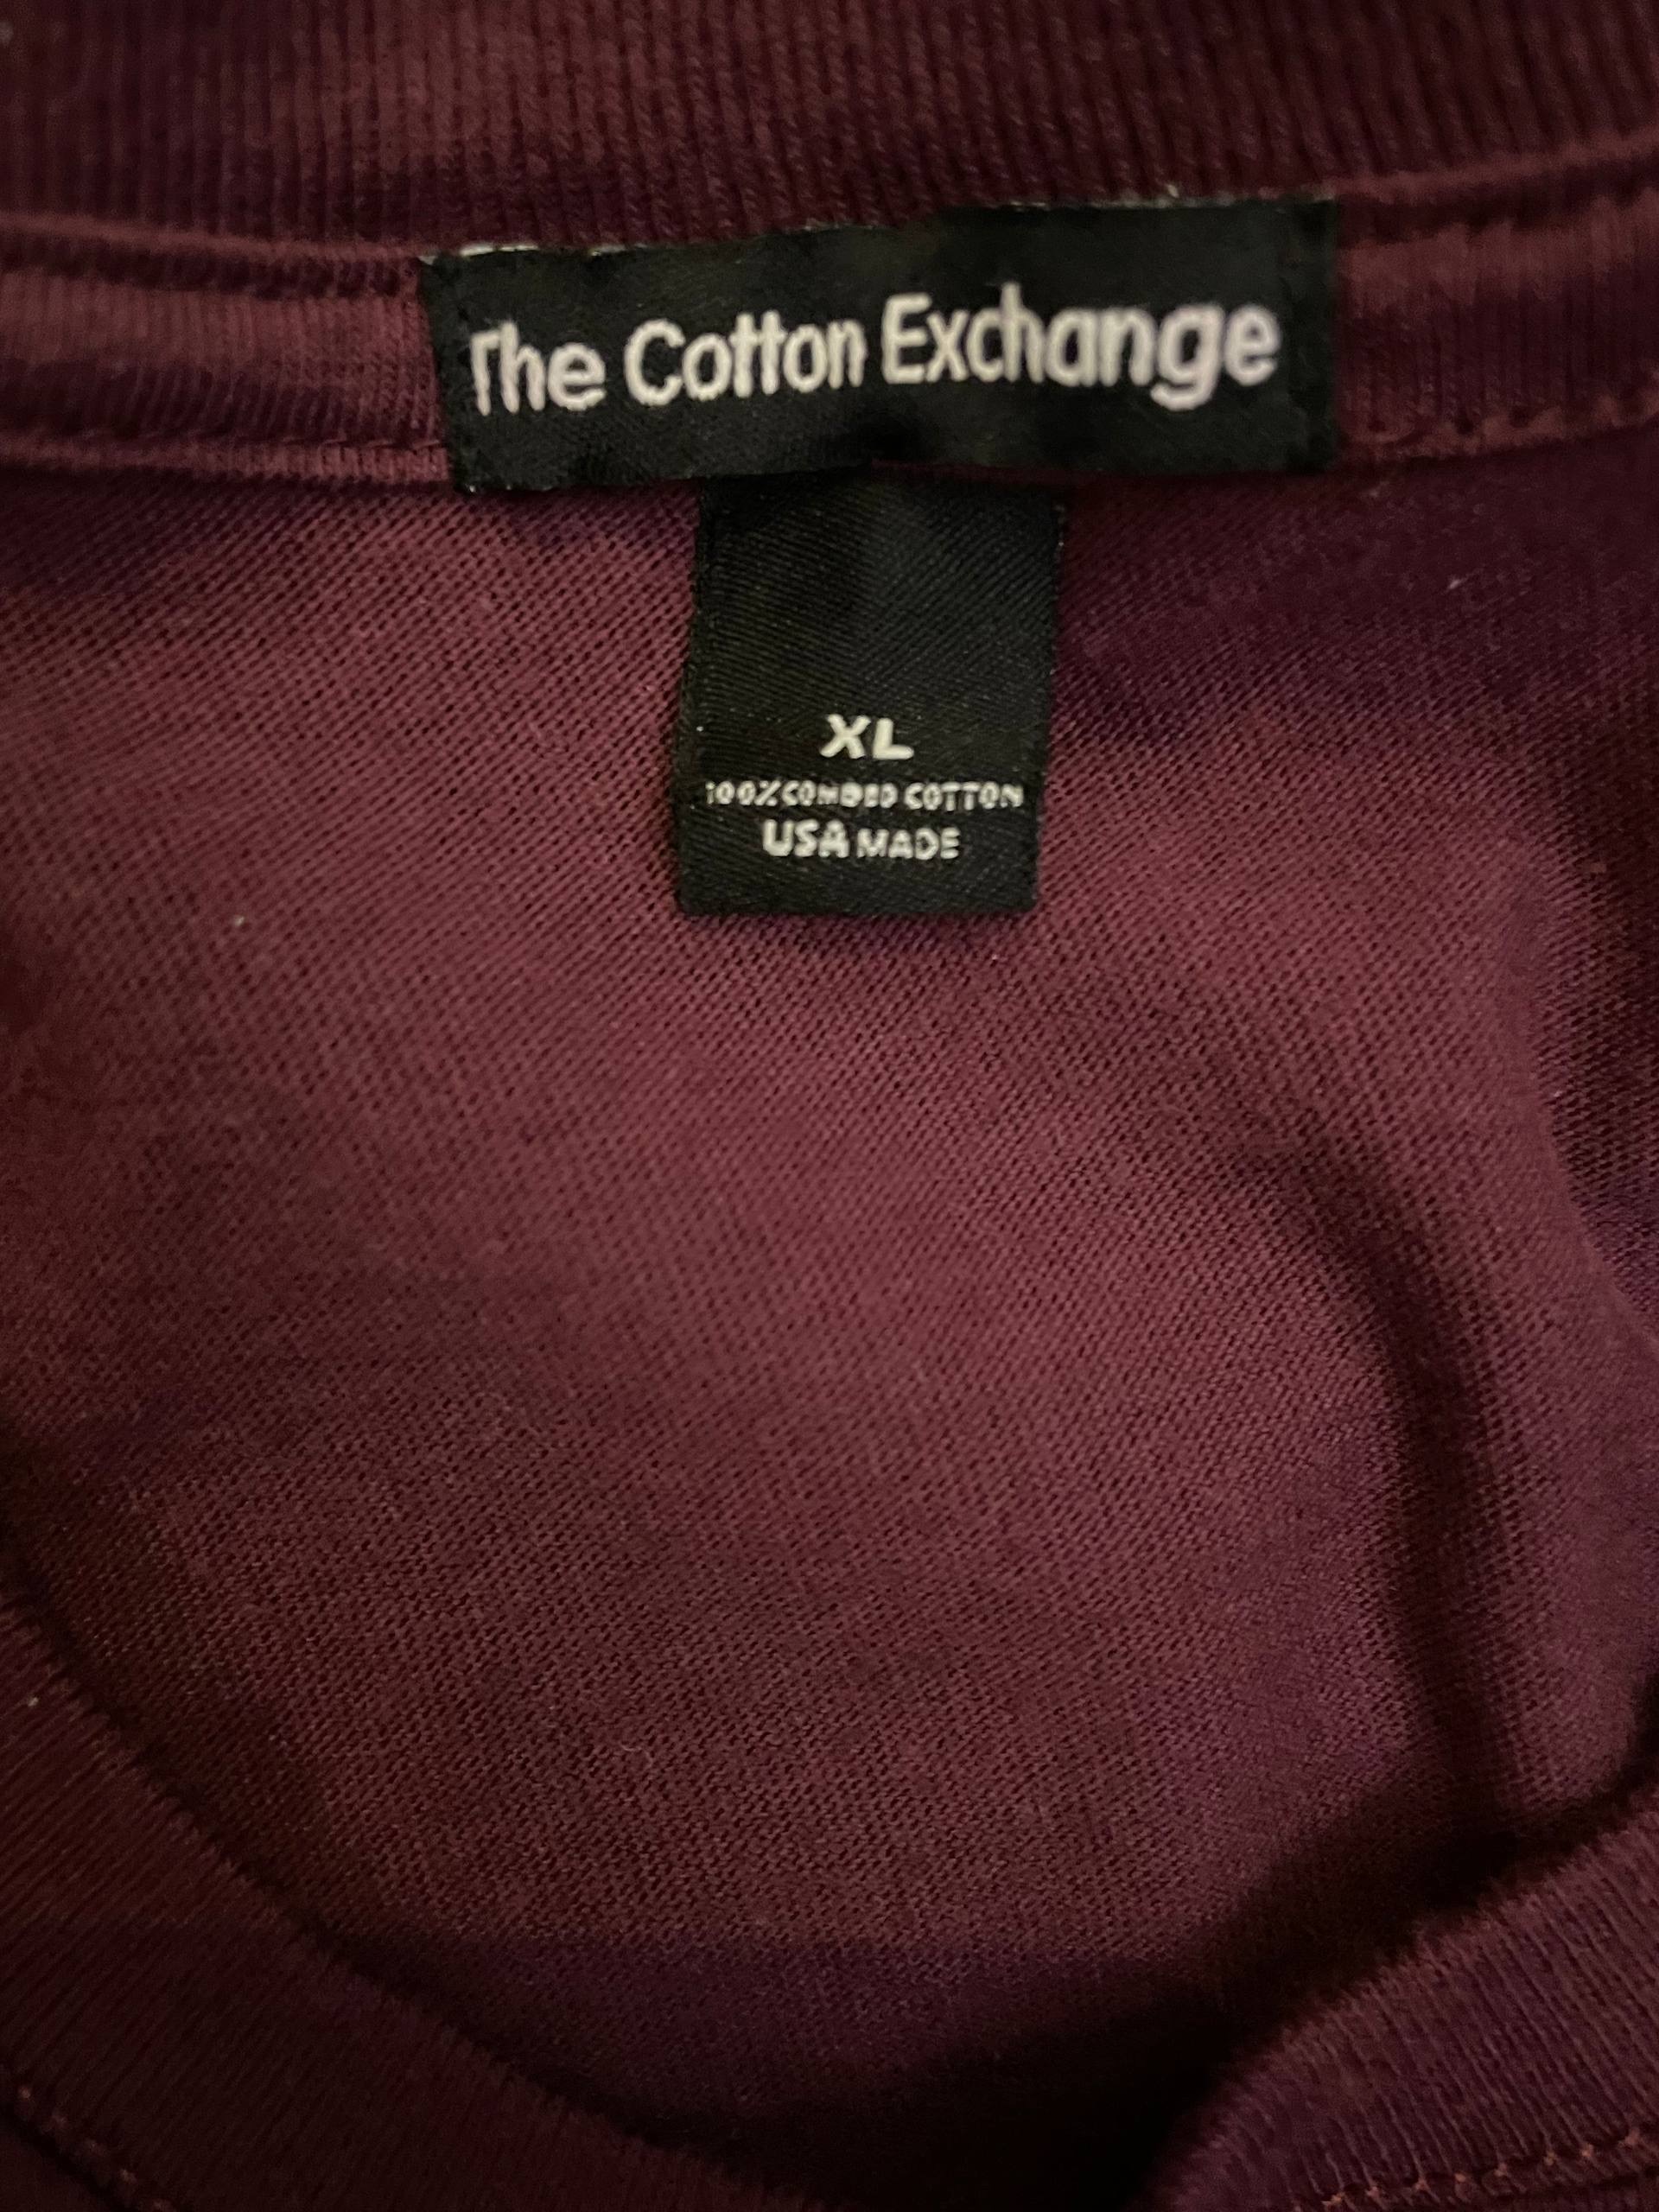 The Cotton Exchange
XL
100% COMBED COTTON
USA MADE